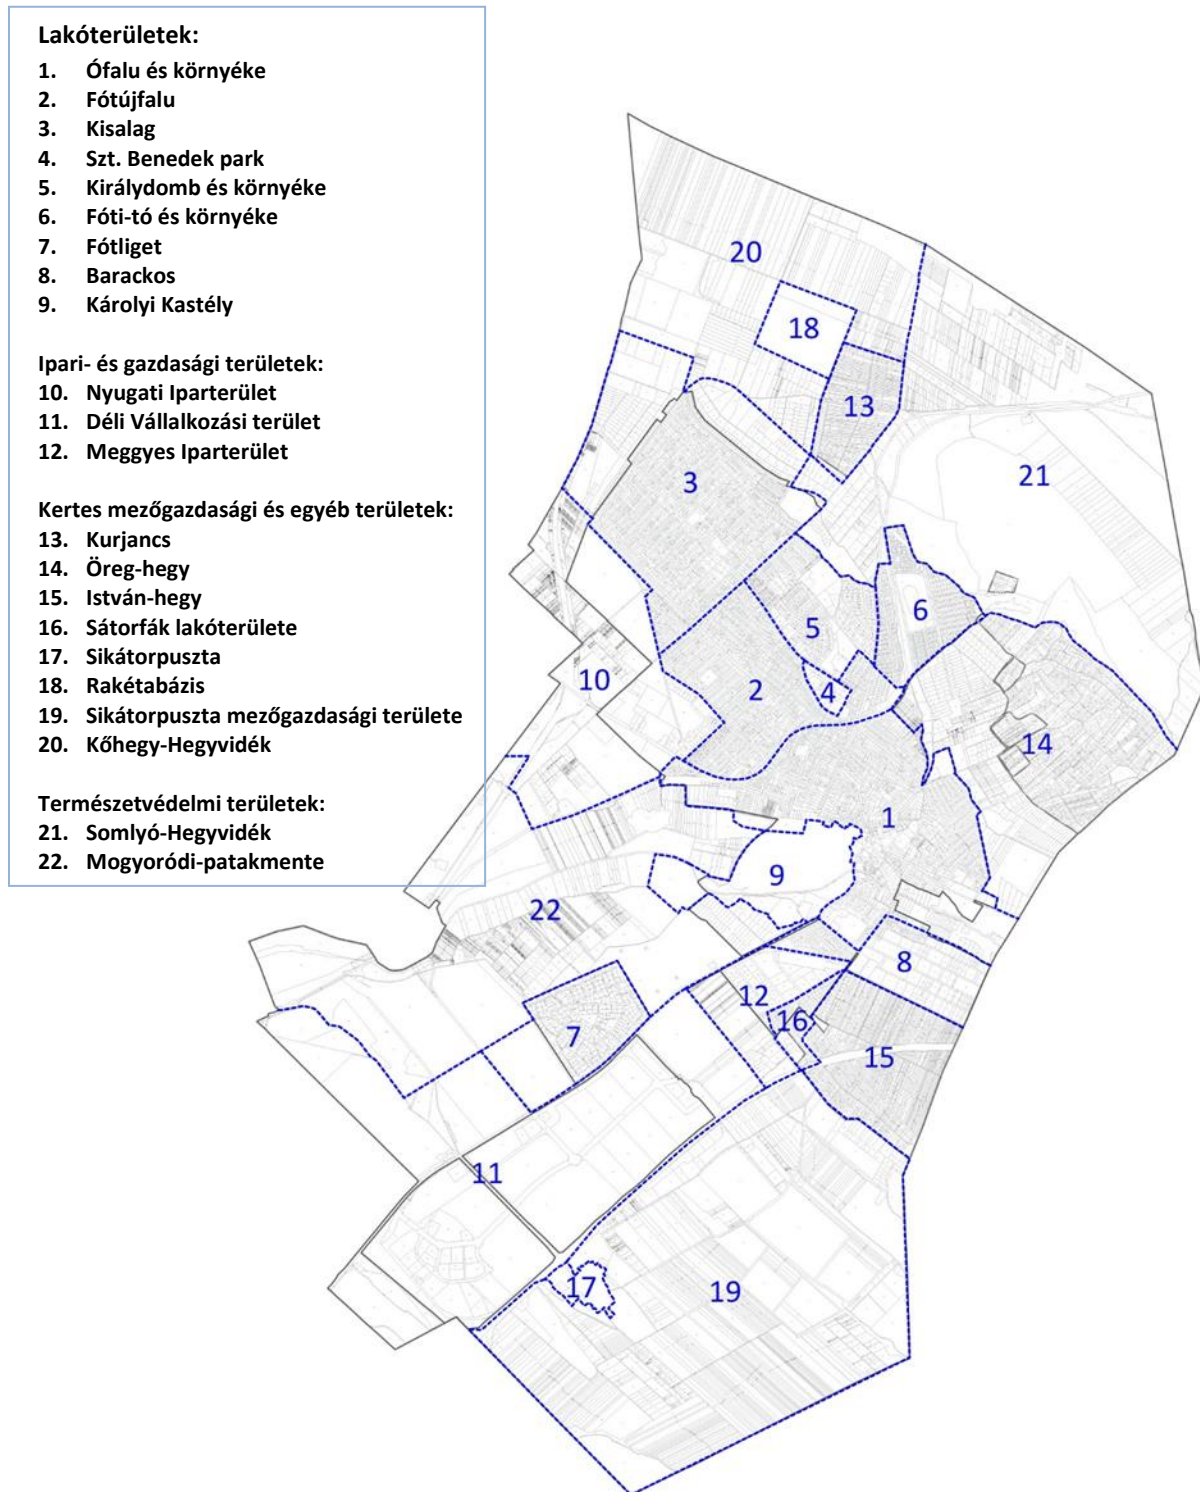 Lakóterületek:
1. Ófalu és környéke
2. Fótújfalu
3. Kisalag
4. Szt. Benedek park
5. Királydomb és környéke
6. Fóti-tó és környéke
7. Fótliget
8. Barackos
9. Károlyi Kastély
Ipari- és gazdasági területek:
10. Nyugati Iparterület
11. Déli Vállalkozási terület
12. Meggyes Iparterület
Kertes mezőgazdasági és egyéb területek:
13. Kurjancs
14. Öreg-hegy
15. István-hegy
16. Sátorfák lakóterülete
17. Sikátorpuszta
18. Rakétabázis
19. Sikátorpuszta mezőgazdasági területe
20. Kőhegy-Hegyvidék
Természetvédelmi területek:
21. Somlyó-Hegyvidék
22. Mogyoródi-patakmente
20
18
13
3
21
6
5
10
2
4
14
1
9
22
8
12
16
7
15
11
17
19